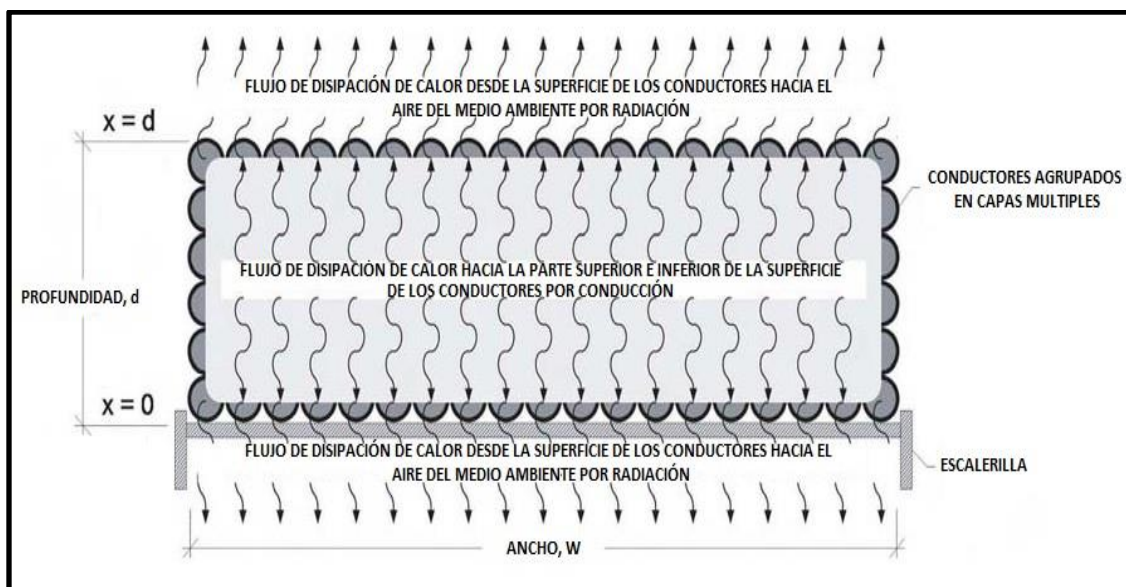 FLUJO DE DISIPACIÓN DE CALOR DESDE LA SUPERFICIE DE LOS CONDUCTORES HACIA EL
AIRE DEL MEDIO AMBIENTE POR RADIACIÓN
x = d
CONDUCTORES AGRUPADOS
EN CAPAS MULTIPLES
FLUJO DE DISIPACIÓN DE CALOR HACIA LA PARTE SUPERIOR E INFERIOR DE LA SUPERFICIE
DE LOS CONDUCTORES POR CONDUCCIÓN
PROFUNDIDAD, d
x = 0
FLUJO DE DISIPACIÓN DE CALOR DESDE LA SUPERFICIE DE LOS CONDUCTORES HACIA EL
AIRE DEL MEDIO AMBIENTE POR RADIACIÓN
ESCALERILLA
ANCHO, W